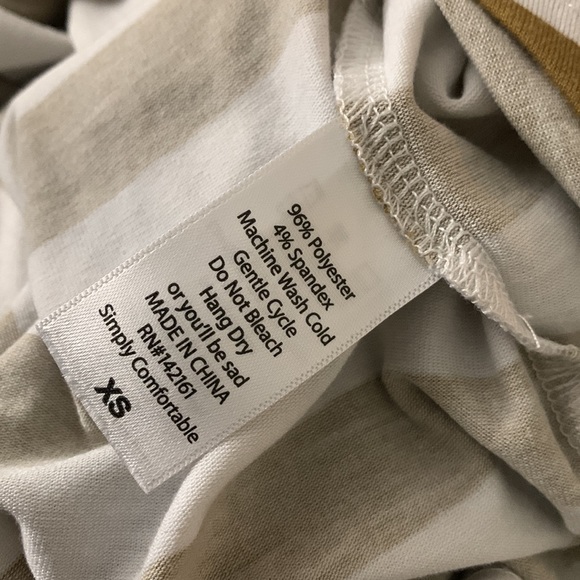 96% Polyester
4% Spandex
Machine Wash Cold
Gentle Cycle
Do Not Bleach
Hang Dry
or you'll be sad
MADE IN CHINA
RN#142161
Simply Comfortable
XS